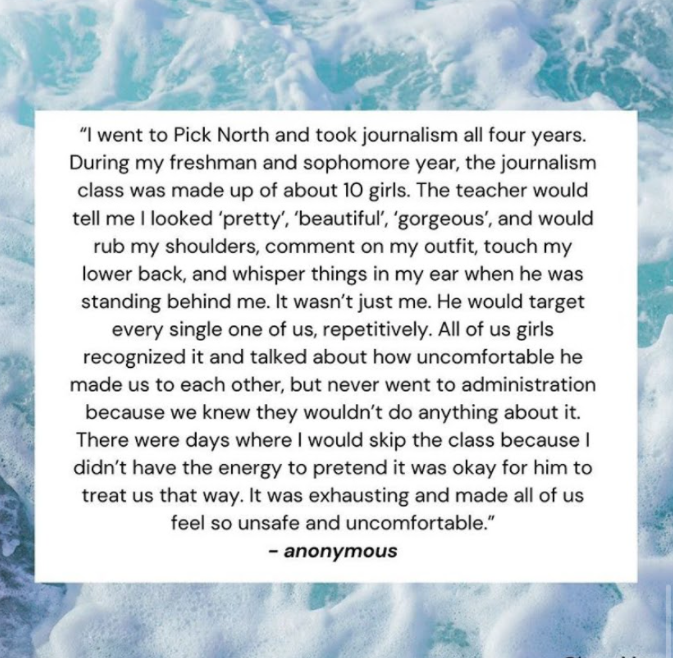 “I went to Pick North and took journalism all four years.
During my freshman and sophomore year, the journalism
class was made up of about 10 girls. The teacher would
tell me I looked ‘pretty’, ‘beautiful’, ‘gorgeous’, and would
rub my shoulders, comment on my outfit, touch my
lower back, and whisper things in my ear when he was
standing behind me. It wasn’t just me. He would target
every single one of us, repetitively. All of us girls
recognized it and talked about how uncomfortable he
made us to each other, but never went to administration
because we knew they wouldn’t do anything about it.
There were days where I would skip the class because I
didn’t have the energy to pretend it was okay for him to
treat us that way. It was exhausting and made all of us
feel so unsafe and uncomfortable.”
– anonymous